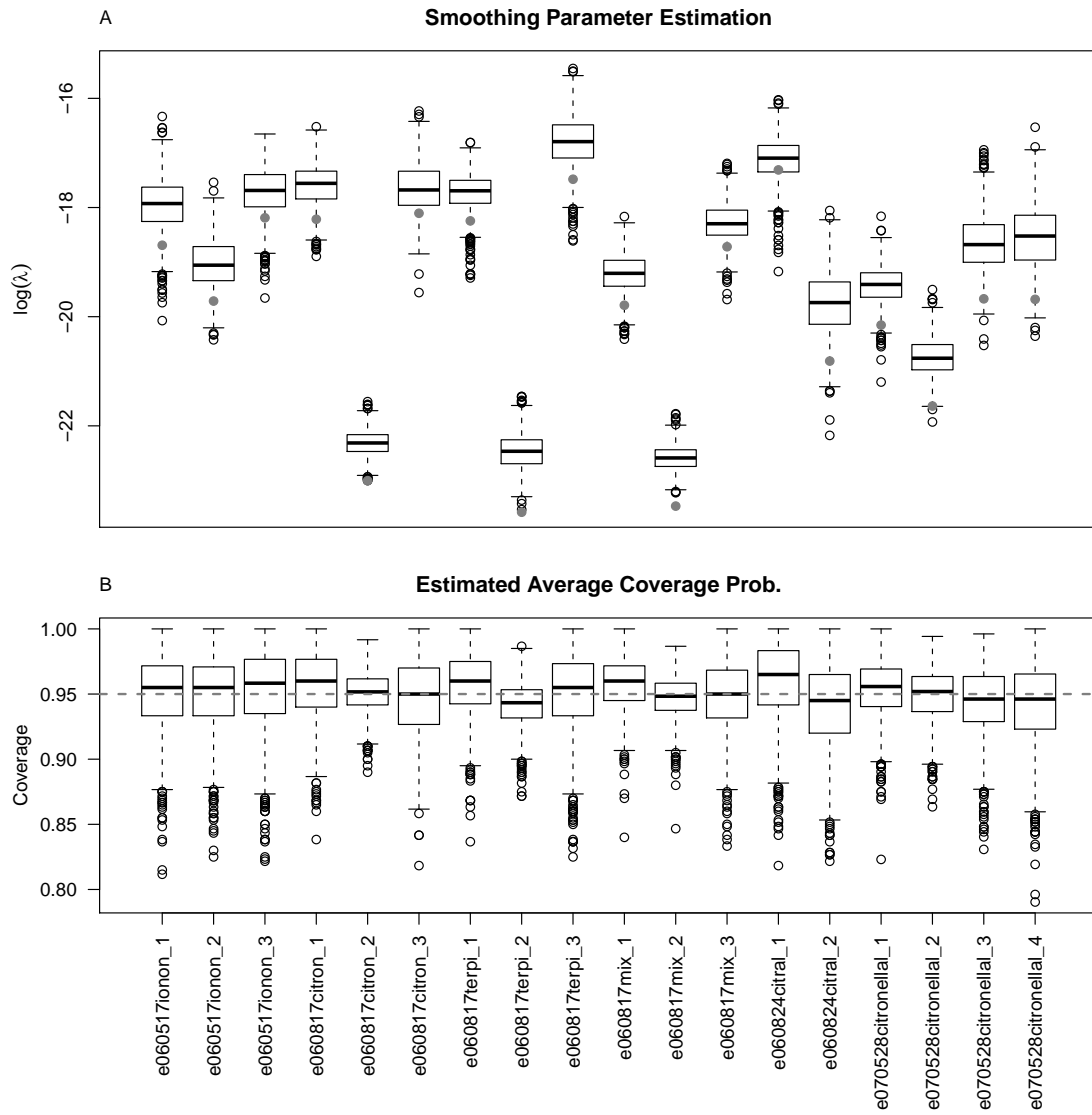 A
Smoothing Parameter Estimation
log(λ)
-16
-18
-20
-22
B
Estimated Average Coverage Prob.
Coverage
1.00
0.95
0.90
0.85
0.80
e060517ionon_1
e060517ionon_2
e060517ionon_3
e060817citron_1
e060817citron_2
e060817citron_3
e060817terpi_1
e060817terpi_2
e060817terpi_3
e060817mix_1
e060817mix_2
e060817mix_3
e060824citral_1
e060824citral_2
e070528citronellal_1
e070528citronellal_2
e070528citronellal_3
e070528citronellal_4